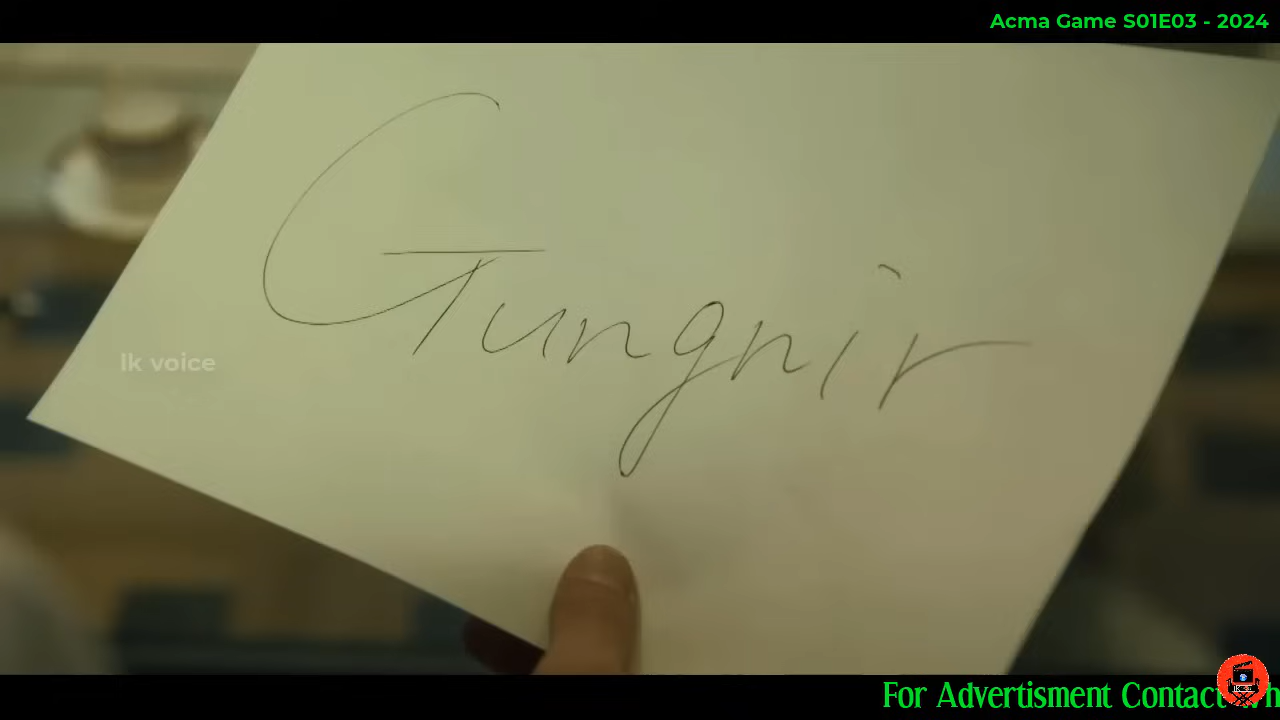 Acma Game S01E03 - 2024
Gungnir
lk voice
For Advertisment Contact